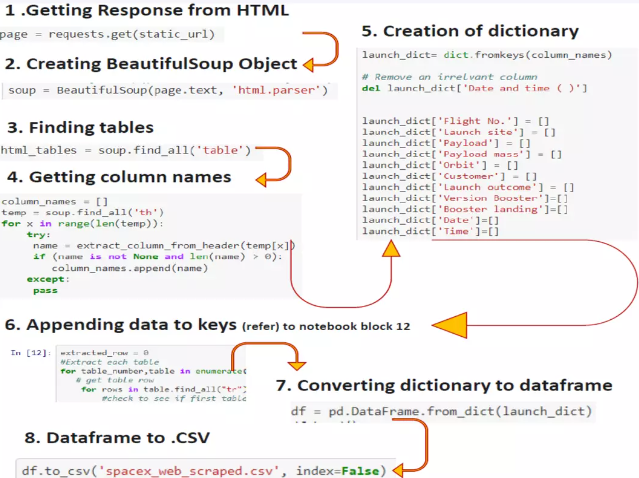 1 .Getting Response from HTML
page = requests.get(static_url)
2. Creating BeautifulSoup Object
soup = BeautifulSoup(page.text, 'html.parser')
3. Finding tables
html_tables = soup.find_all('table')
4. Getting column names
column_names = []
temp = soup.find_all('th')
for x in range(len(temp)):
try:
name = extract_column_from_header(temp[x])
if (name is not None and len(name) > 0):
column_names.append(name)
except:
pass
5. Creation of dictionary
launch_dict= dict.fromkeys(column_names)
# Remove an irrelvant column
del launch_dict['Date and time ( )']
launch_dict['Flight No.'] = []
launch_dict['Launch site'] = []
launch_dict['Payload'] = []
launch_dict['Payload mass'] = []
launch_dict['Orbit'] = []
launch_dict['Customer'] = []
launch_dict['Launch outcome'] = []
launch_dict['Version Booster']=[]
launch_dict['Booster landing']=[]
launch_dict['Date']=[]
launch_dict['Time']=[]
6. Appending data to keys (refer) to notebook block 12
In [12]: extracted_row = 0
#Extract each table
for table_number,table in enumerate(
# get table row
for rows in table.find_all("tr"
#check to see if first table
7. Converting dictionary to dataframe
df = pd.DataFrame.from_dict(launch_dict)
8. Dataframe to .CSV
df.to_csv('spacex_web_scraped.csv', index=False)